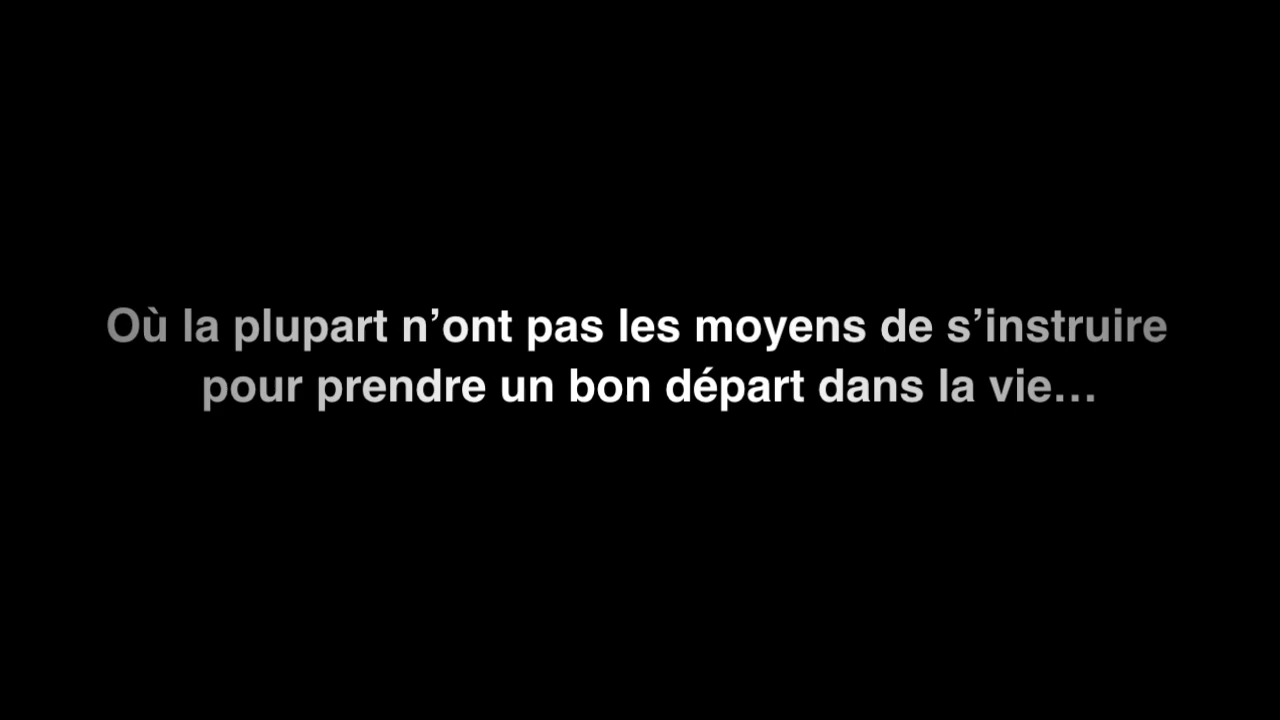 Où la plupart n’ont pas les moyens de s’instruire
pour prendre un bon départ dans la vie…